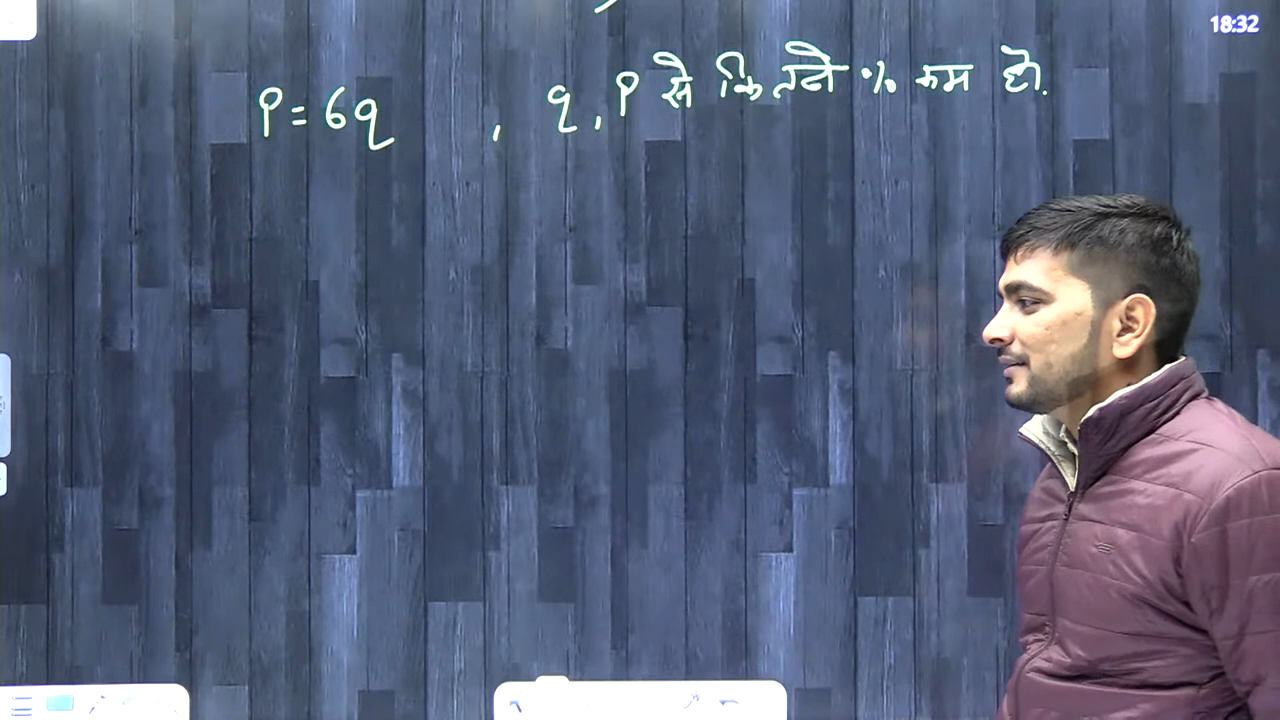 18:32
P = 6q , q, P से कितने % कम है.